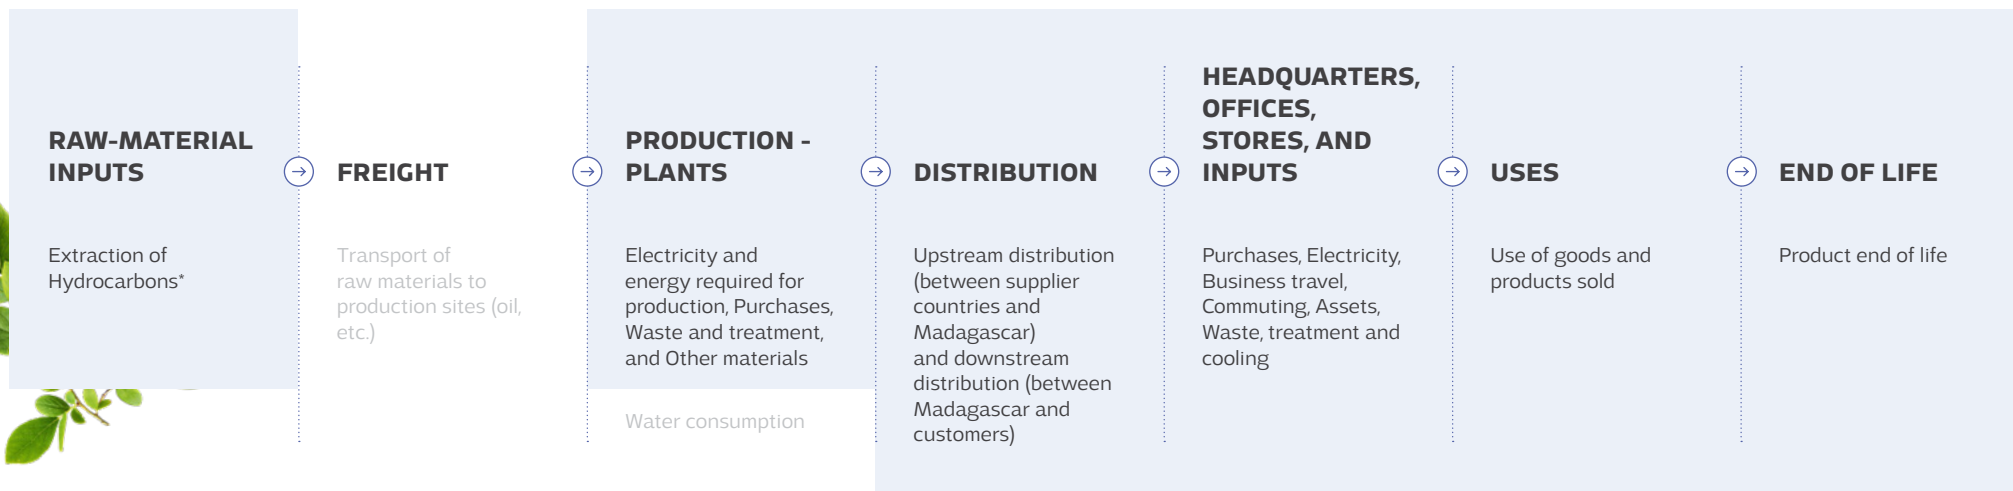 RAW-MATERIAL
INPUTS
Extraction of
Hydrocarbons*
FREIGHT
Transport of
raw materials to
production sites (oil,
etc.)
PRODUCTION -
PLANTS
Electricity and
energy required for
production, Purchases,
Waste and treatment,
and Other materials
Water consumption
DISTRIBUTION
Upstream distribution
(between supplier
countries and
Madagascar)
and downstream
distribution (between
Madagascar and
customers)
HEADQUARTERS,
OFFICES,
STORES, AND
INPUTS
Purchases, Electricity,
Business travel,
Commuting, Assets,
Waste, treatment and
cooling
USES
Use of goods and
products sold
END OF LIFE
Product end of life